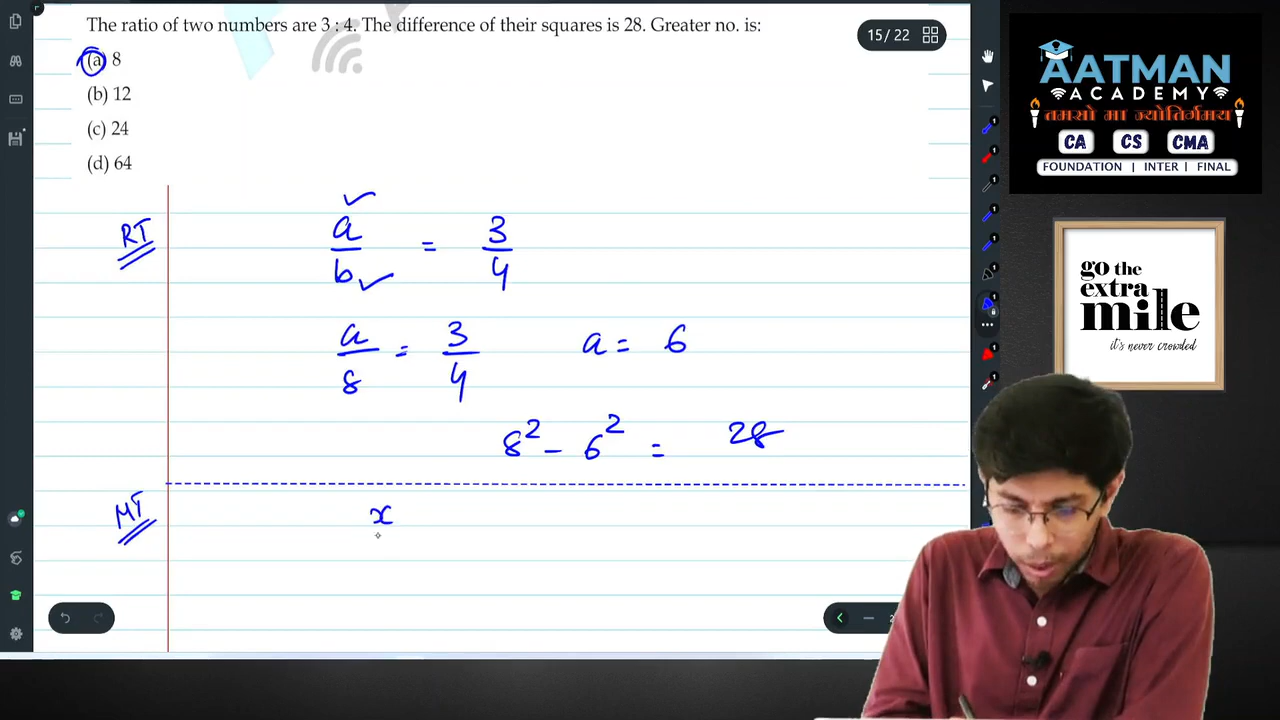 The ratio of two numbers are 3 : 4. The difference of their squares is 28. Greater no. is:
(a) 8
(b) 12
(c) 24
(d) 64
15 / 22
RT
a/b = 3/4
a/8 = 3/4 a = 6
8² - 6² = 28
MT
x
AATMAN
ACADEMY
तमसो मा ज्योतिर्गमय
CA CS CMA
FOUNDATION | INTER | FINAL
go the
extra
mile
it's never crowded